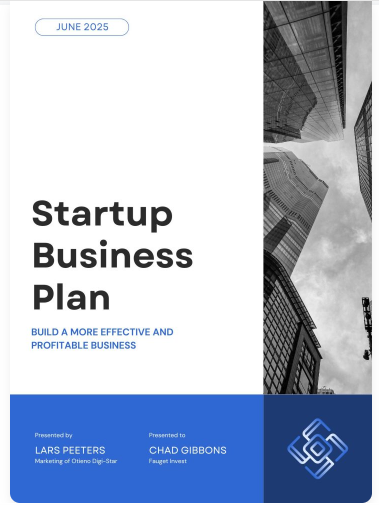 JUNE 2025
Startup
Business
Plan
BUILD A MORE EFFECTIVE AND
PROFITABLE BUSINESS
Presented by
LARS PEETERS
Marketing of Otieno Digi-Star
Presented to
CHAD GIBBONS
Fauget Invest